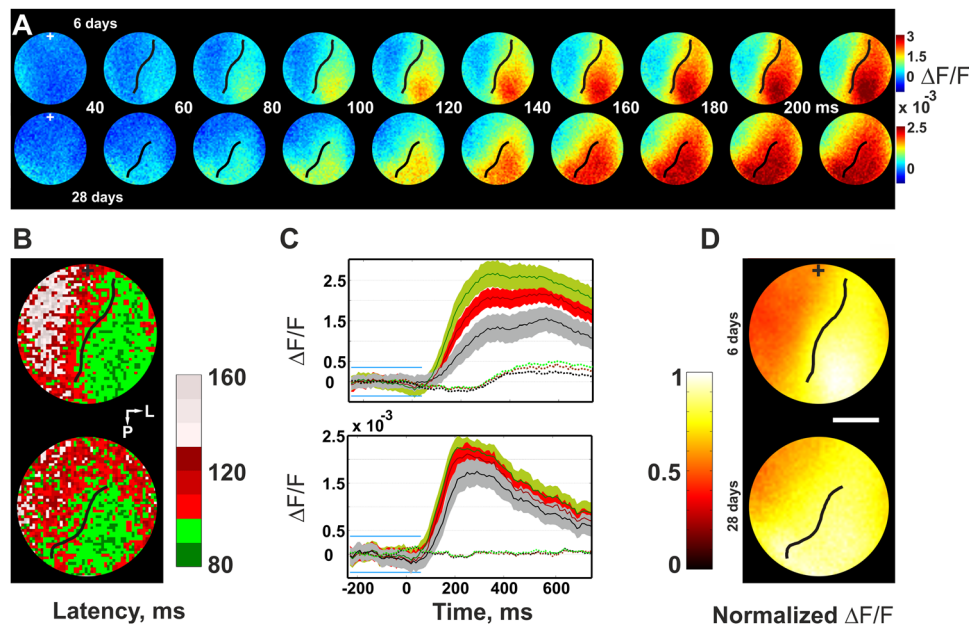 A
6 days
+
3
1.5
0
ΔF/F
40 60 80 100 120 140 160 180 200 ms
x 10⁻³
+
2.5
0
28 days
B
C
D
+
2.5
2
1.5
ΔF/F
0.5
0
160
120
80
L
P
x 10⁻³
2.5
1.5
ΔF/F
0.5
0
-200 0 200 400 600
Latency, ms
Time, ms
1
0.5
0
+
6 days
28 days
Normalized ΔF/F